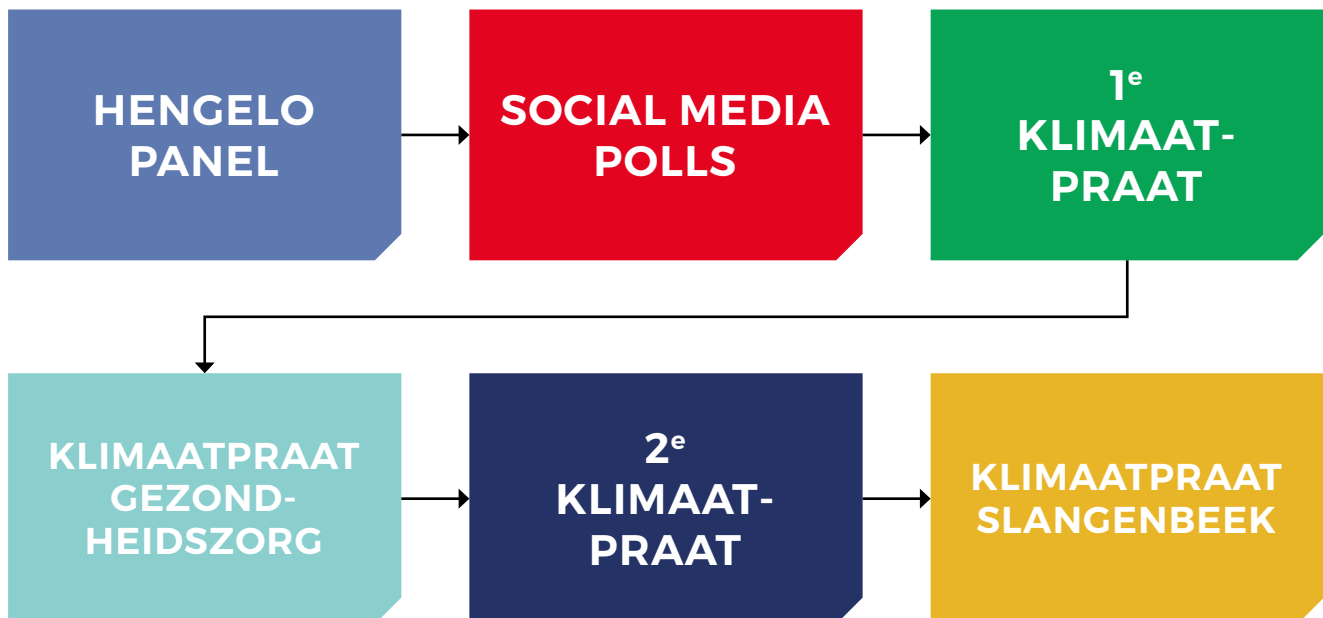 HENGELO
PANEL
SOCIAL MEDIA
POLLS
1e
KLIMAAT-
PRAAT
KLIMAATPRAAT
GEZOND-
HEIDSZORG
2e
KLIMAAT-
PRAAT
KLIMAATPRAAT
SLANGENBEEK